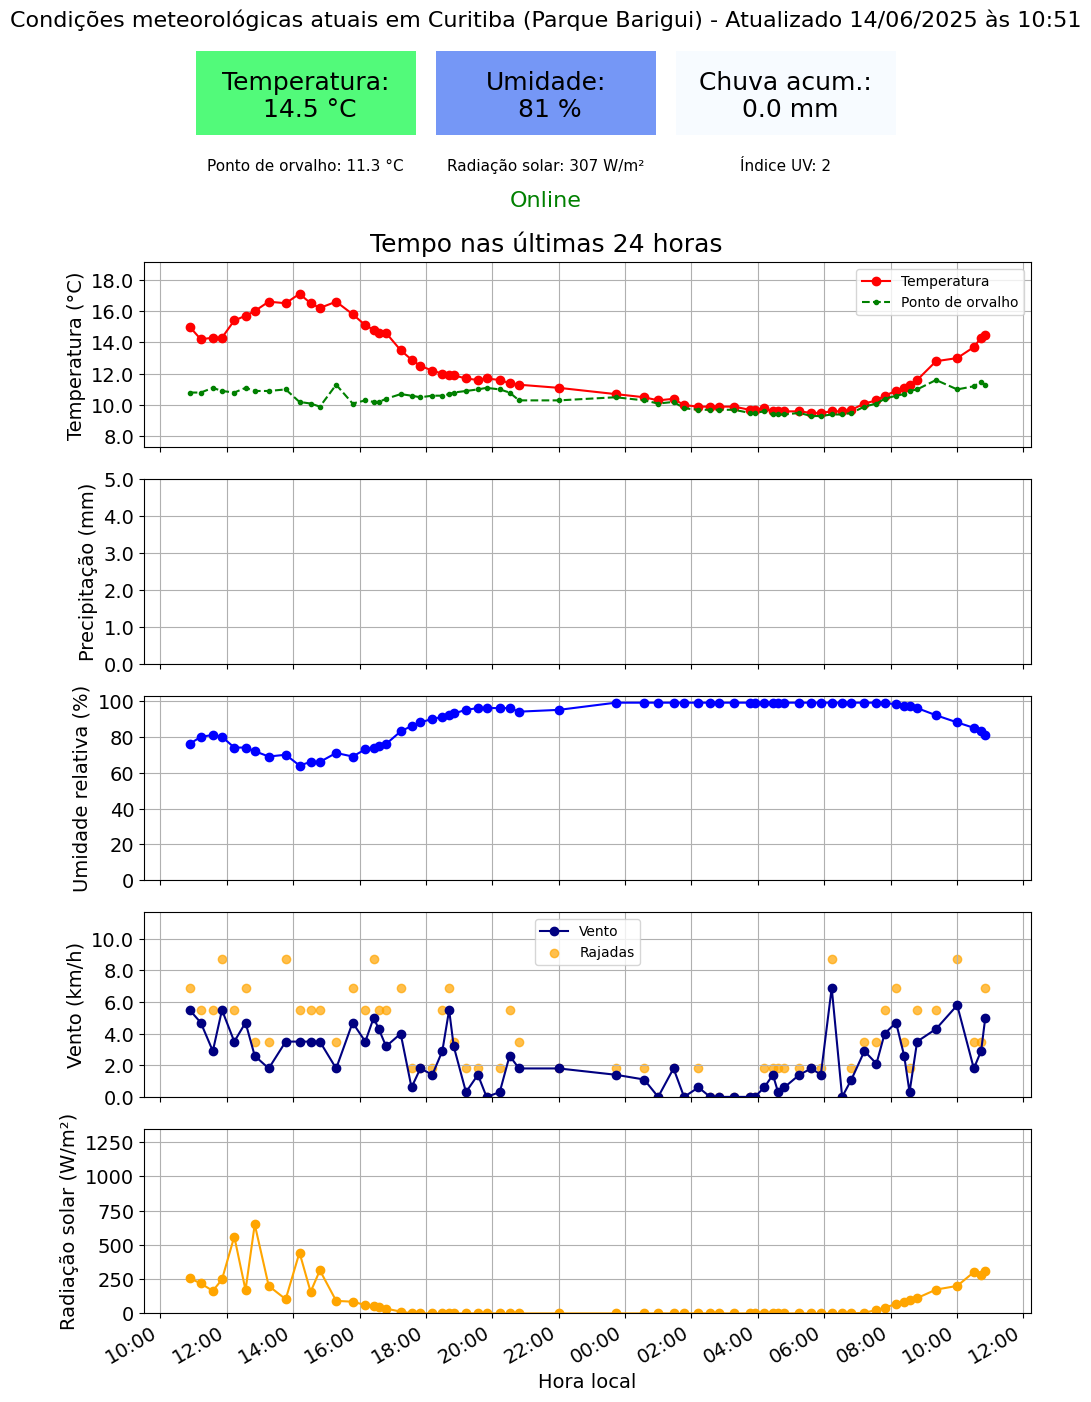 Condições meteorológicas atuais em Curitiba (Parque Barigui) - Atualizado 14/06/2025 às 10:51
Temperatura:
14.5 °C
Umidade:
81 %
Chuva acum.:
0.0 mm
Ponto de orvalho: 11.3 °C
Radiação solar: 307 W/m²
Índice UV: 2
Online
Tempo nas últimas 24 horas
Temperatura (°C)
18.0
16.0
14.0
12.0
10.0
8.0
Temperatura
Ponto de orvalho
Precipitação (mm)
5.0
4.0
3.0
2.0
1.0
0.0
Umidade relativa (%)
100
80
60
40
20
0
Vento (km/h)
10.0
8.0
6.0
4.0
2.0
0.0
Vento
Rajadas
Radiação solar (W/m²)
1250
1000
750
500
250
0
10:00
12:00
14:00
16:00
18:00
20:00
22:00
00:00
02:00
04:00
06:00
08:00
10:00
12:00
Hora local